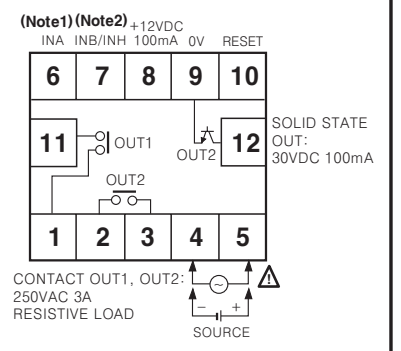 (Note1) (Note2) +12VDC
INA INB/INH 100mA 0V RESET
6 7 8 9 10
11 OUT1 OUT2 12
SOLID STATE
OUT:
30VDC 100mA
OUT2
1 2 3 4 5
CONTACT OUT1, OUT2:
250VAC 3A
RESISTIVE LOAD
~
− +
SOURCE
!